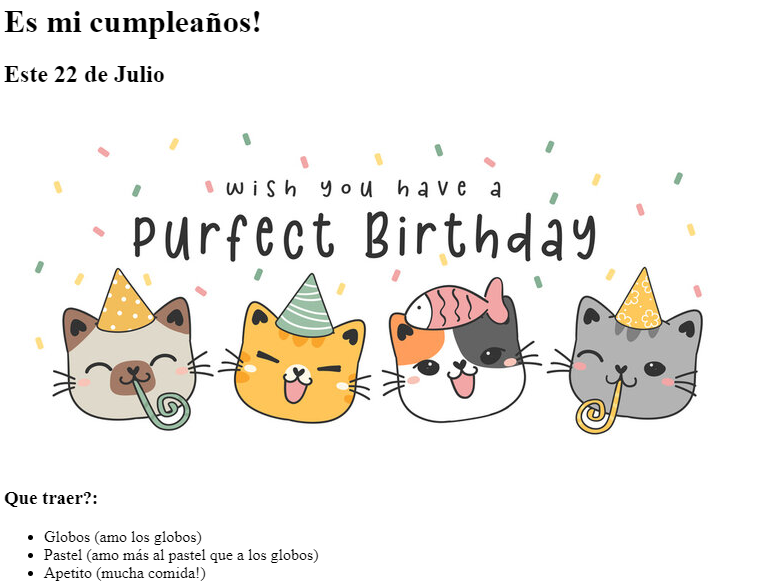 Es mi cumpleaños!
Este 22 de Julio
wish you have a
Purfect Birthday
Que traer?:
Globos (amo los globos)
Pastel (amo más al pastel que a los globos)
Apetito (mucha comida!)